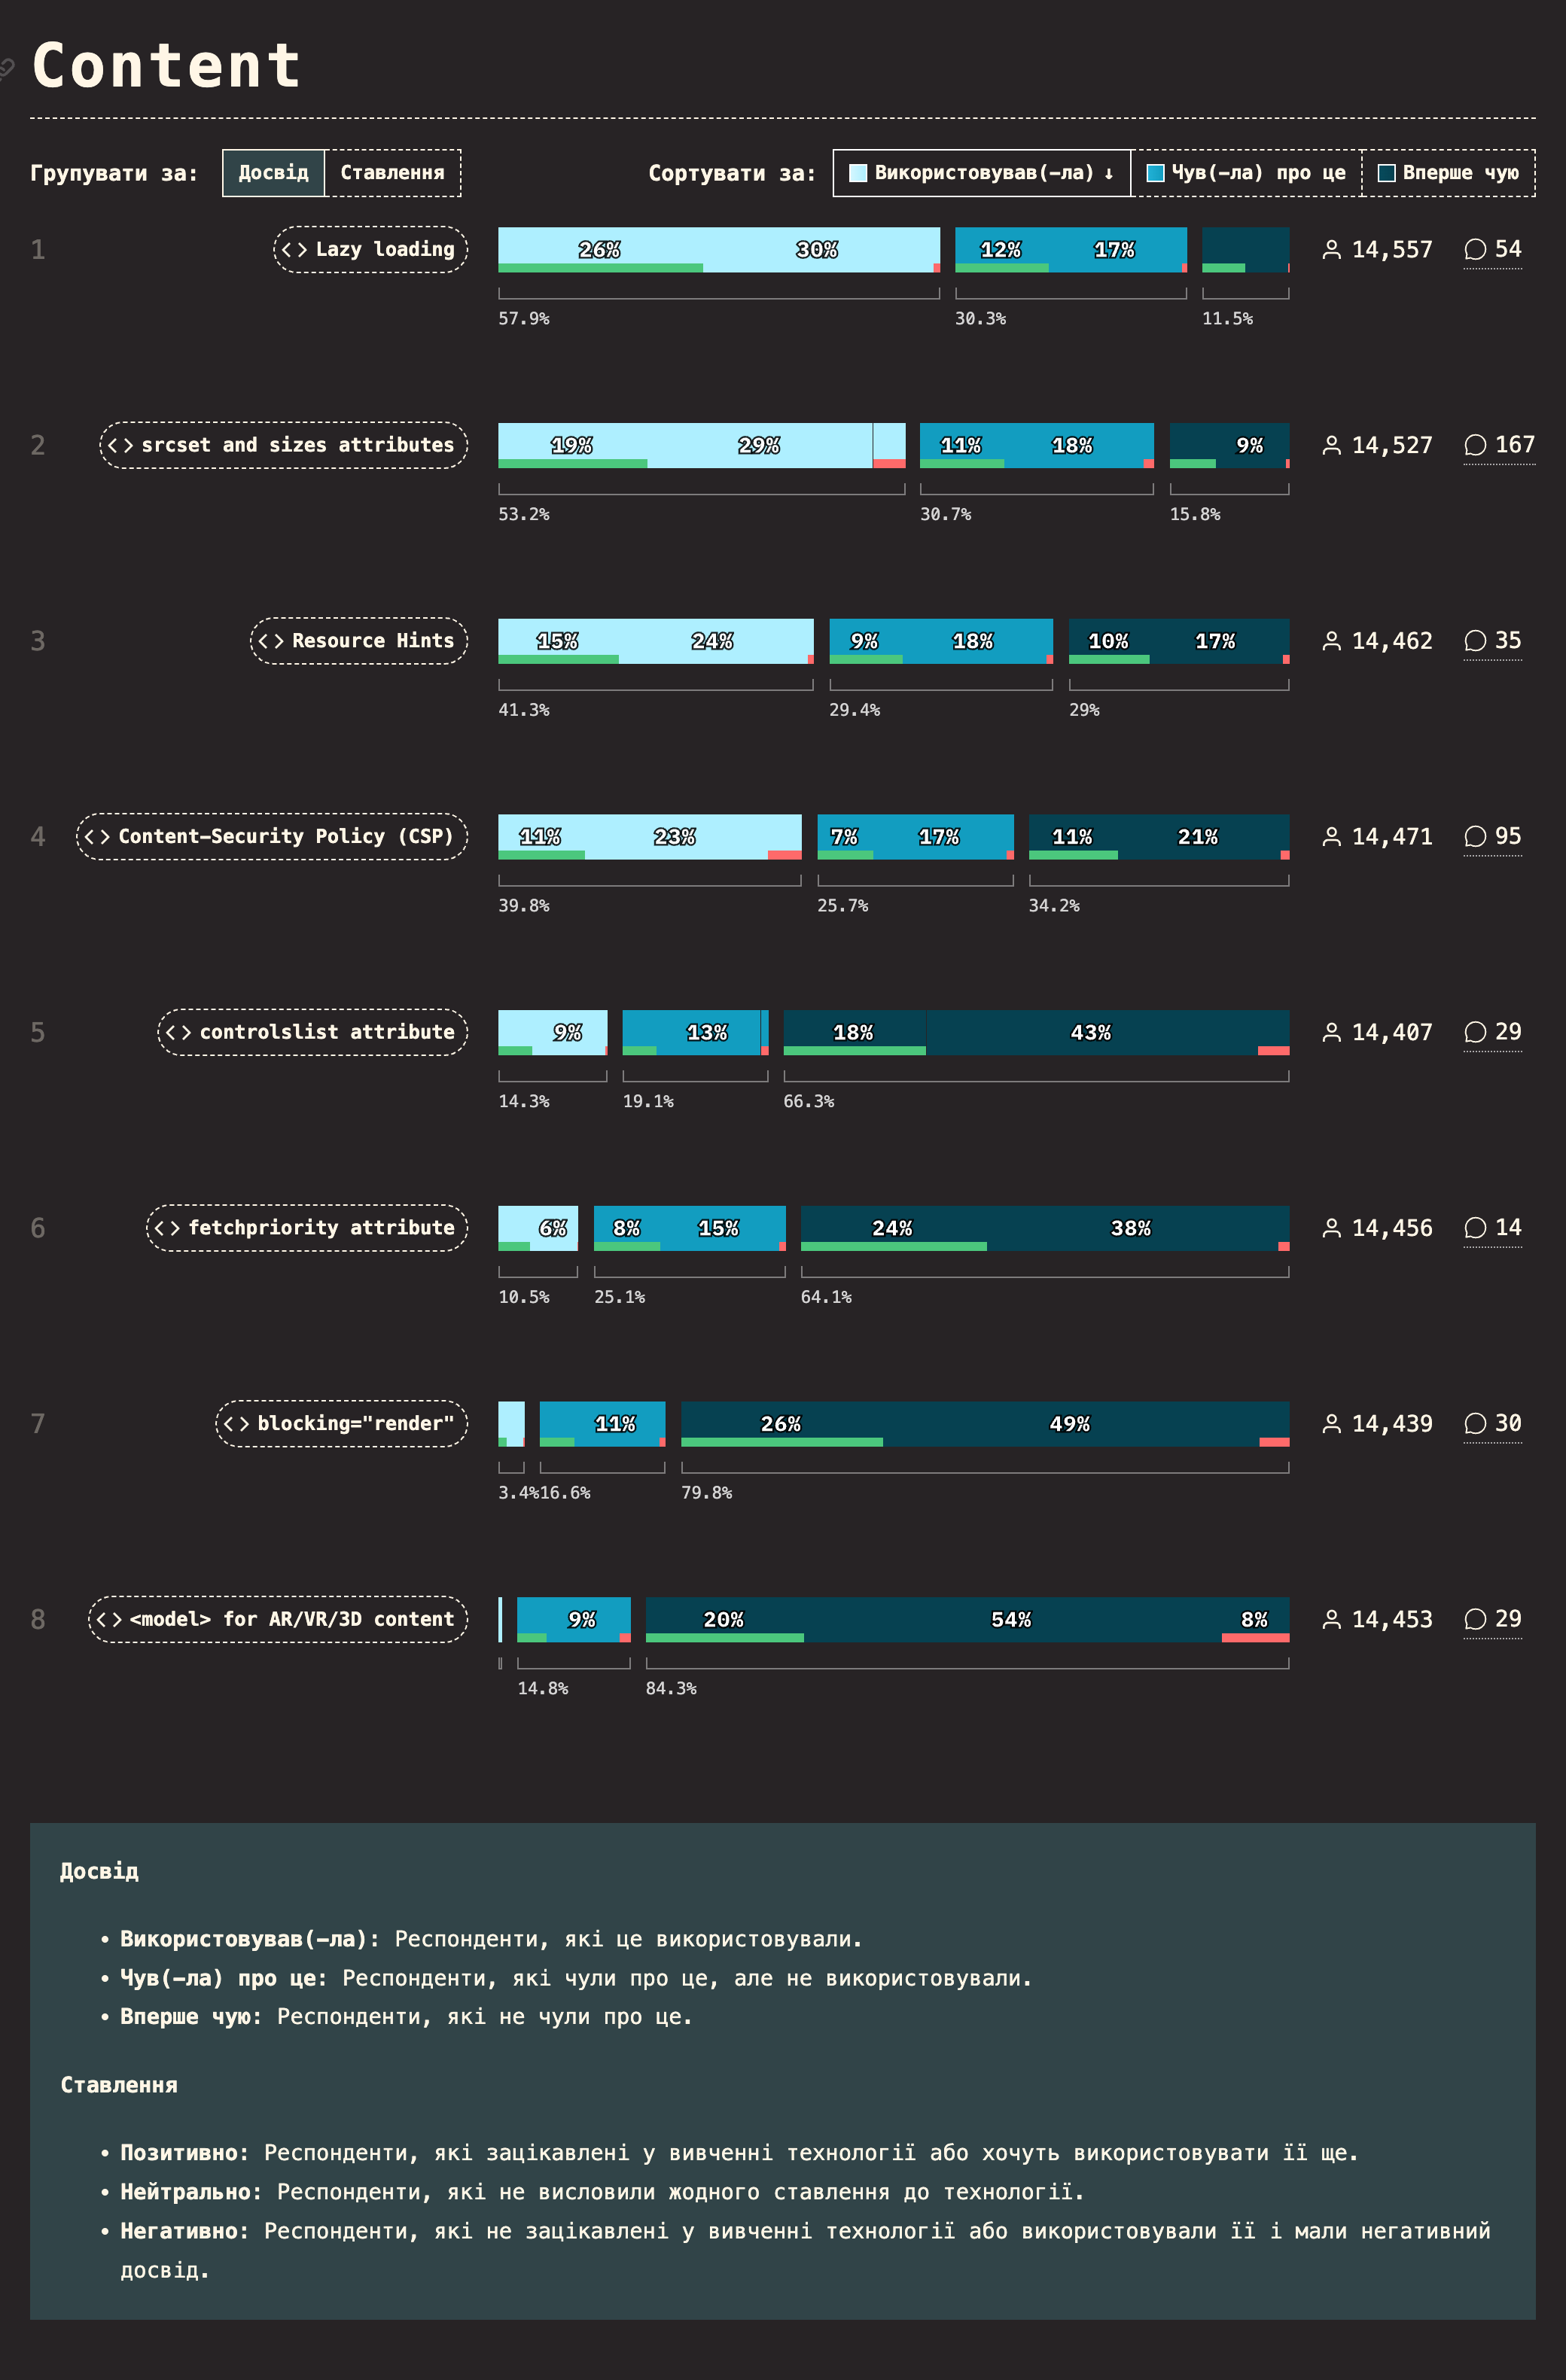 Content
Групувати за: Досвід Ставлення Сортувати за: Використовував(-ла) ↓ Чув(-ла) про це Вперше чую
1 <> Lazy loading 26% 30% 12% 17% 14,557 54
57.9% 30.3% 11.5%
2 <> srcset and sizes attributes 19% 29% 11% 18% 9% 14,527 167
53.2% 30.7% 15.8%
3 <> Resource Hints 15% 24% 9% 18% 10% 17% 14,462 35
41.3% 29.4% 29%
4 <> Content-Security Policy (CSP) 11% 23% 7% 17% 11% 21% 14,471 95
39.8% 25.7% 34.2%
5 <> controlslist attribute 9% 13% 18% 43% 14,407 29
14.3% 19.1% 66.3%
6 <> fetchpriority attribute 6% 8% 15% 24% 38% 14,456 14
10.5% 25.1% 64.1%
7 <> blocking="render" 11% 26% 49% 14,439 30
3.4% 16.6% 79.8%
8 <> <model> for AR/VR/3D content 9% 20% 54% 8% 14,453 29
14.8% 84.3%
Досвід
• Використовував(-ла): Респонденти, які це використовували.
• Чув(-ла) про це: Респонденти, які чули про це, але не використовували.
• Вперше чую: Респонденти, які не чули про це.
Ставлення
• Позитивно: Респонденти, які зацікавлені у вивченні технології або хочуть використовувати її ще.
• Нейтрально: Респонденти, які не висловили жодного ставлення до технології.
• Негативно: Респонденти, які не зацікавлені у вивченні технології або використовували її і мали негативний
досвід.